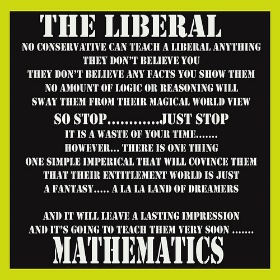 THE LIBERAL
NO CONSERVATIVE CAN TEACH A LIBERAL ANYTHING
THEY DON'T BELIEVE YOU
THEY DON'T BELIEVE ANY FACTS YOU SHOW THEM
NO AMOUNT OF LOGIC OR REASONING WILL
SWAY THEM FROM THEIR MAGICAL WORLD VIEW
SO STOP............JUST STOP
IT IS A WASTE OF YOUR TIME.......
HOWEVER... THERE IS ONE THING
ONE SIMPLE IMPERICAL THAT WILL COVINCE THEM
THAT THEIR ENTITLEMENT WORLD IS JUST
A FANTASY..... A LA LA LAND OF DREAMERS
AND IT WILL LEAVE A LASTING IMPRESSION
AND IT'S GOING TO TEACH THEM VERY SOON .......
MATHEMATICS